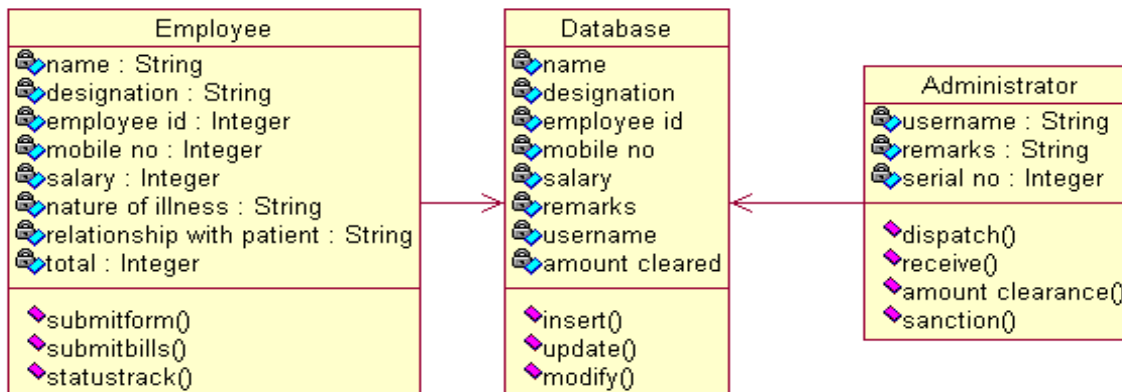 Employee
name : String
designation : String
employee id : Integer
mobile no : Integer
salary : Integer
nature of illness : String
relationship with patient : String
total : Integer
submitform()
submitbills()
statustrack()
Database
name
designation
employee id
mobile no
salary
remarks
username
amount cleared
insert()
update()
modify()
Administrator
username : String
remarks : String
serial no : Integer
dispatch()
receive()
amount clearance()
sanction()